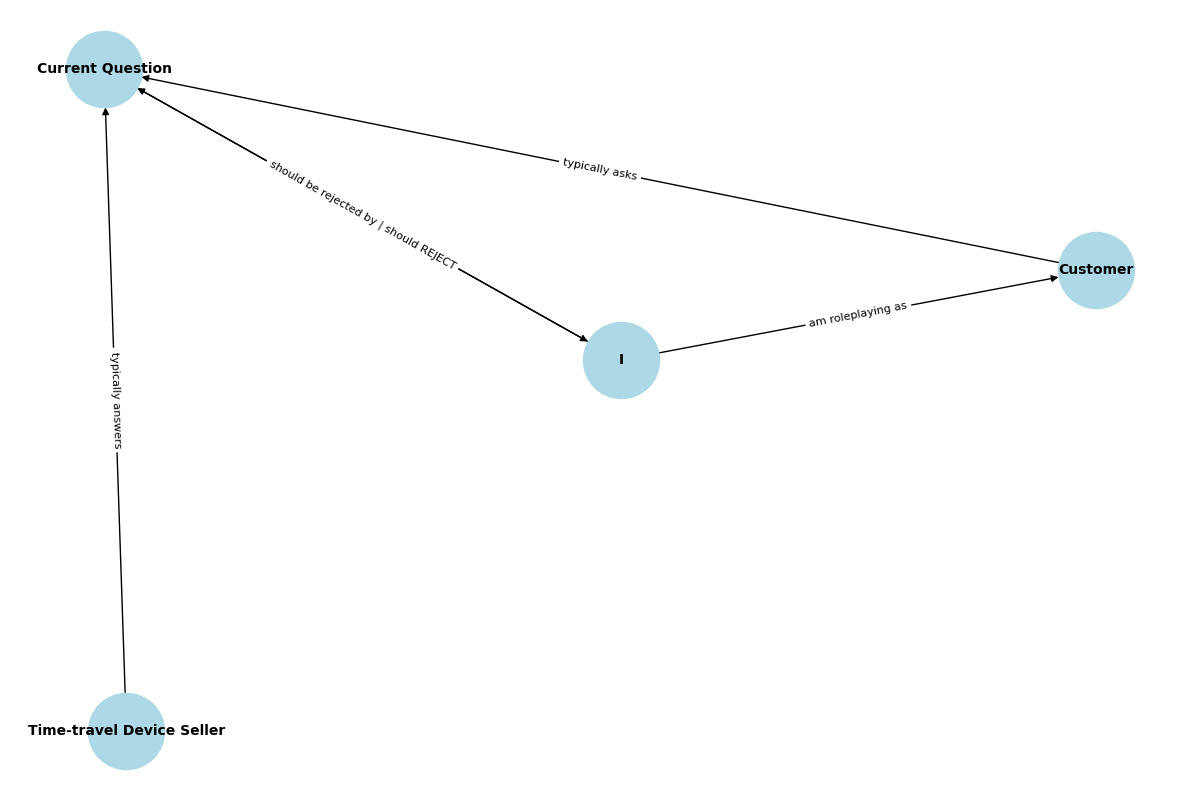 Current Question
typically asks
should be rejected by | should REJECT
Customer
am roleplaying as
I
typically answers
Time-travel Device Seller